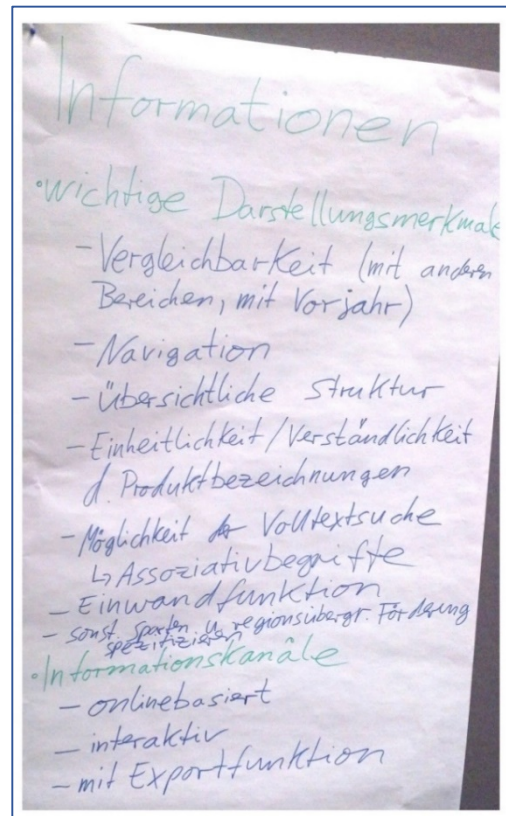 Informationen
• wichtige Darstellungsmerkmale
- Vergleichbarkeit (mit anderen
Bereichen, mit Vorjahr)
- Navigation
- Übersichtliche Struktur
- Einheitlichkeit / Verständlichkeit
d. Produktbezeichnungen
- Möglichkeit Volltextsuche
↳ Assoziativbegriffe
- Einwandfunktion
- sonst. sparten u. regionsübergr. Förderung
spezifizieren
• Informationskanäle
- onlinebasiert
- interaktiv
- mit Exportfunktion